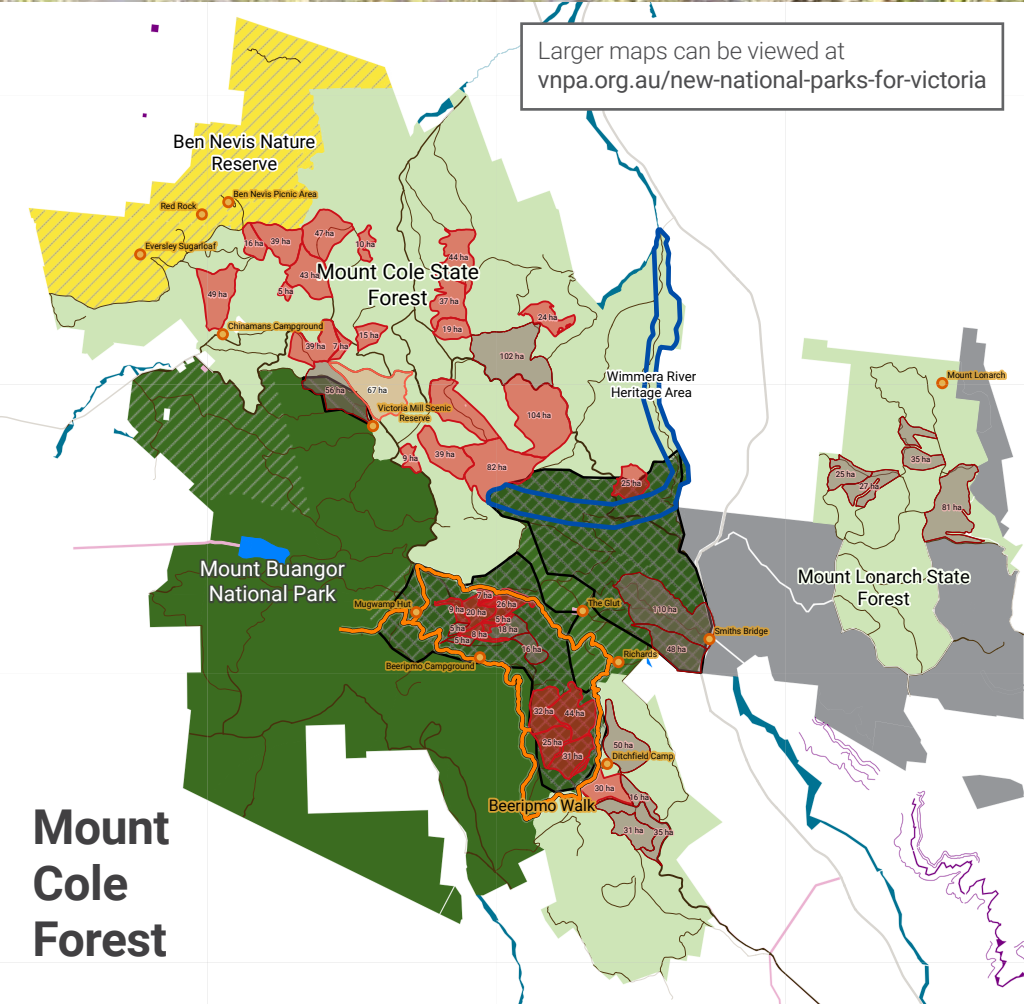 Larger maps can be viewed at
vnpa.org.au/new-national-parks-for-victoria
Ben Nevis Nature
Reserve
Ben Nevis Picnic Area
Red Rock
Eversley Sugarloaf
16 ha
39 ha
47 ha
10 ha
43 ha
5 ha
44 ha
Mount Cole State
Forest
49 ha
37 ha
19 ha
24 ha
Chinamans Campground
39 ha
7 ha
15 ha
102 ha
56 ha
67 ha
Wimmera River
Heritage Area
Mount Lonarch
Victoria Mill Scenic
Reserve
104 ha
9 ha
39 ha
82 ha
25 ha
35 ha
25 ha
27 ha
81 ha
Mount Buangor
National Park
Mount Lonarch State
Forest
Mugwamp Hut
7 ha
9 ha
20 ha
26 ha
5 ha
5 ha
8 ha
18 ha
5 ha
16 ha
The Glut
110 ha
48 ha
Smiths Bridge
Richards
Beeripmo Campground
32 ha
44 ha
25 ha
31 ha
50 ha
Ditchfield Camp
30 ha
16 ha
Beeripmo Walk
31 ha
35 ha
Mount
Cole
Forest